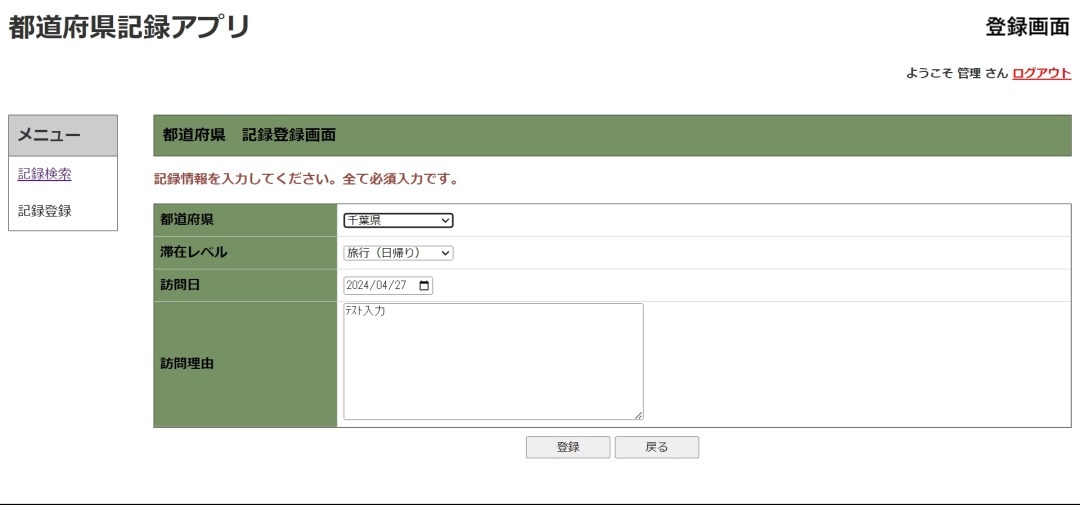 都道府県記録アプリ
登録画面
ようこそ 管理 さん ログアウト
メニュー
記録検索
記録登録
都道府県　記録登録画面
記録情報を入力してください。全て必須入力です。
都道府県 千葉県
滞在レベル 旅行（日帰り）
訪問日 2024/04/27
訪問理由 ﾃｽﾄ入力
登録 戻る